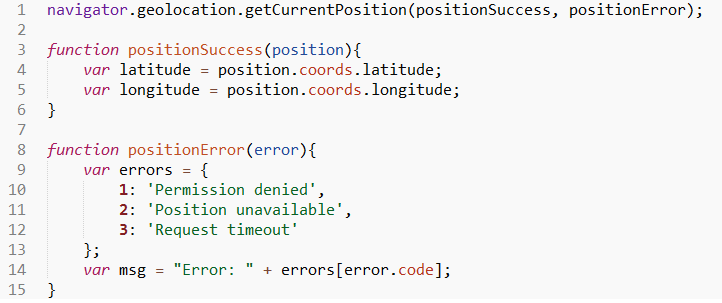 1 navigator.geolocation.getCurrentPosition(positionSuccess, positionError);
2
3 function positionSuccess(position){
4     var latitude = position.coords.latitude;
5     var longitude = position.coords.longitude;
6 }
7
8 function positionError(error){
9     var errors = {
10         1: 'Permission denied',
11         2: 'Position unavailable',
12         3: 'Request timeout'
13     };
14     var msg = "Error: " + errors[error.code];
15 }